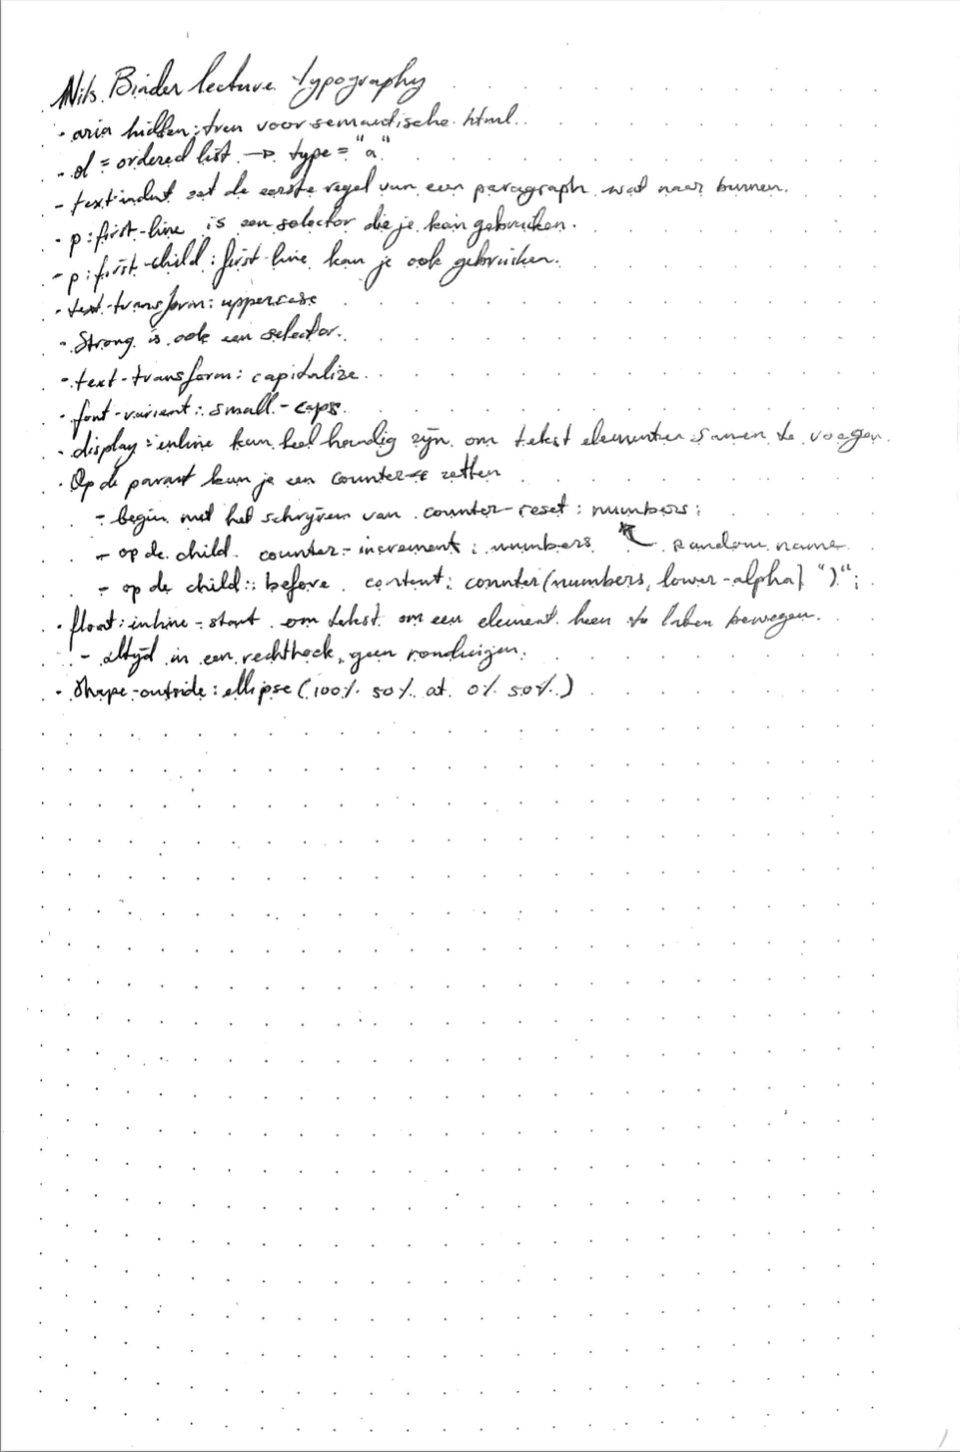 Nils Binder lecture typography
· aria hidden: true voor semantische html.
· ol = ordered list → type = "a"
- text-indent zet de eerste regel van een paragraph wat naar binnen.
· p:first-line is een selector die je kan gebruiken.
- p:first-child:first-line kan je ook gebruiken.
· text-transform: uppercase
· Strong is ook een selector.
· text-transform: capitalize
· font-variant: small-caps
· display: inline kan heel handig zijn om tekst elementen samen te voegen
· Op de parent kan je een counter zetten
- begin met het schrijven van counter-reset: numbers;
- op de child counter-increment: numbers random name
- op de child::before content: counter(numbers, lower-alpha) ")";
· float: inline-start om tekst om een element heen te laten bewegen.
- altijd in een rechthoek, geen rondingen.
· shape-outside: ellipse(100% 50% at 0% 50%)